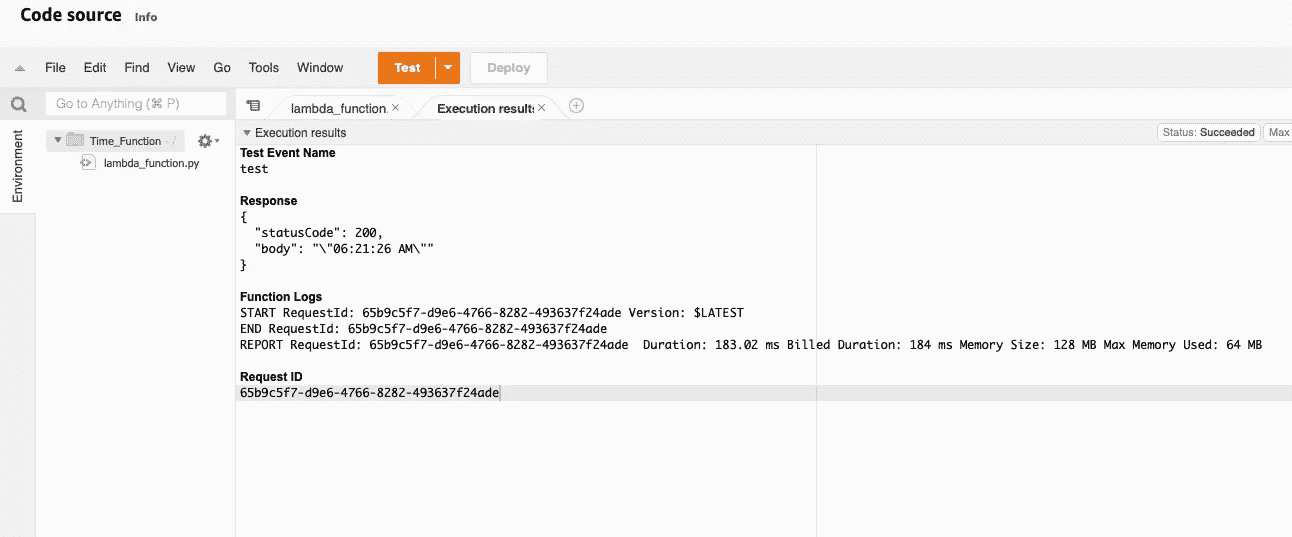 Code source Info
File Edit Find View Go Tools Window Test Deploy
Go to Anything (⌘ P) lambda_function. × Execution results ×
Environment
Time_Function - /
lambda_function.py
Execution results Status: Succeeded Max
Test Event Name
test
Response
{
"statusCode": 200,
"body": "\"06:21:26 AM\""
}
Function Logs
START RequestId: 65b9c5f7-d9e6-4766-8282-493637f24ade Version: $LATEST
END RequestId: 65b9c5f7-d9e6-4766-8282-493637f24ade
REPORT RequestId: 65b9c5f7-d9e6-4766-8282-493637f24ade Duration: 183.02 ms Billed Duration: 184 ms Memory Size: 128 MB Max Memory Used: 64 MB
Request ID
65b9c5f7-d9e6-4766-8282-493637f24ade